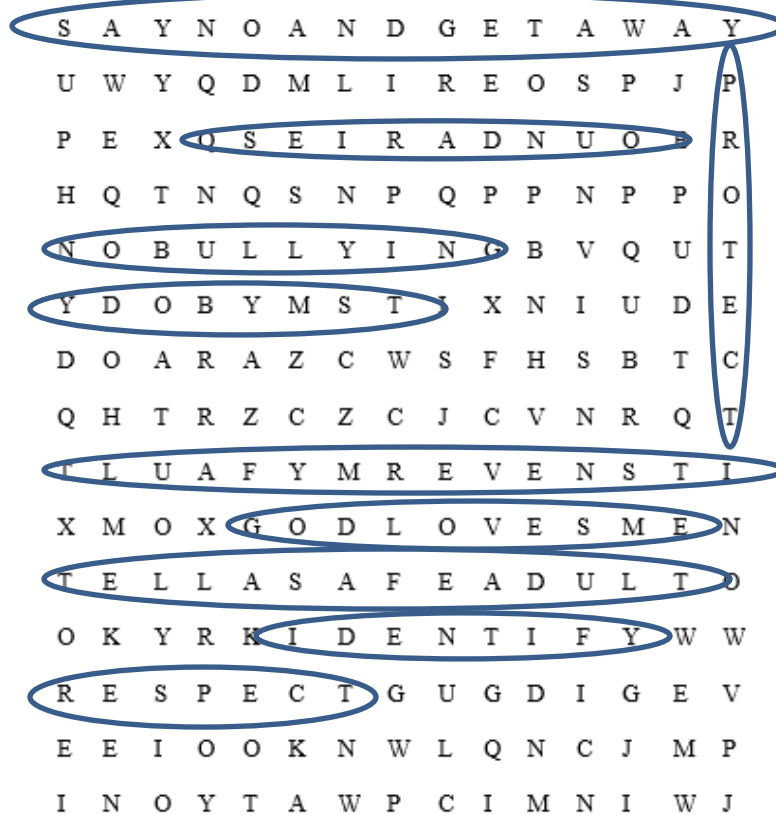 S A Y N O A N D G E T A W A Y
U W Y Q D M L I R E O S P J P
P E X Q S E I R A D N U O B R
H Q T N Q S N P Q P P N P P O
N O B U L L Y I N G B V Q U T
Y D O B Y M S T I X N I U D E
D O A R A Z C W S F H S B T C
Q H T R Z C Z C J C V N R Q T
T L U A F Y M R E V E N S T I
X M O X G O D L O V E S M E N
T E L L A S A F E A D U L T O
O K Y R K I D E N T I F Y W W
R E S P E C T G U G D I G E V
E E I O O K N W L Q N C J M P
I N O Y T A W P C I M N I W J